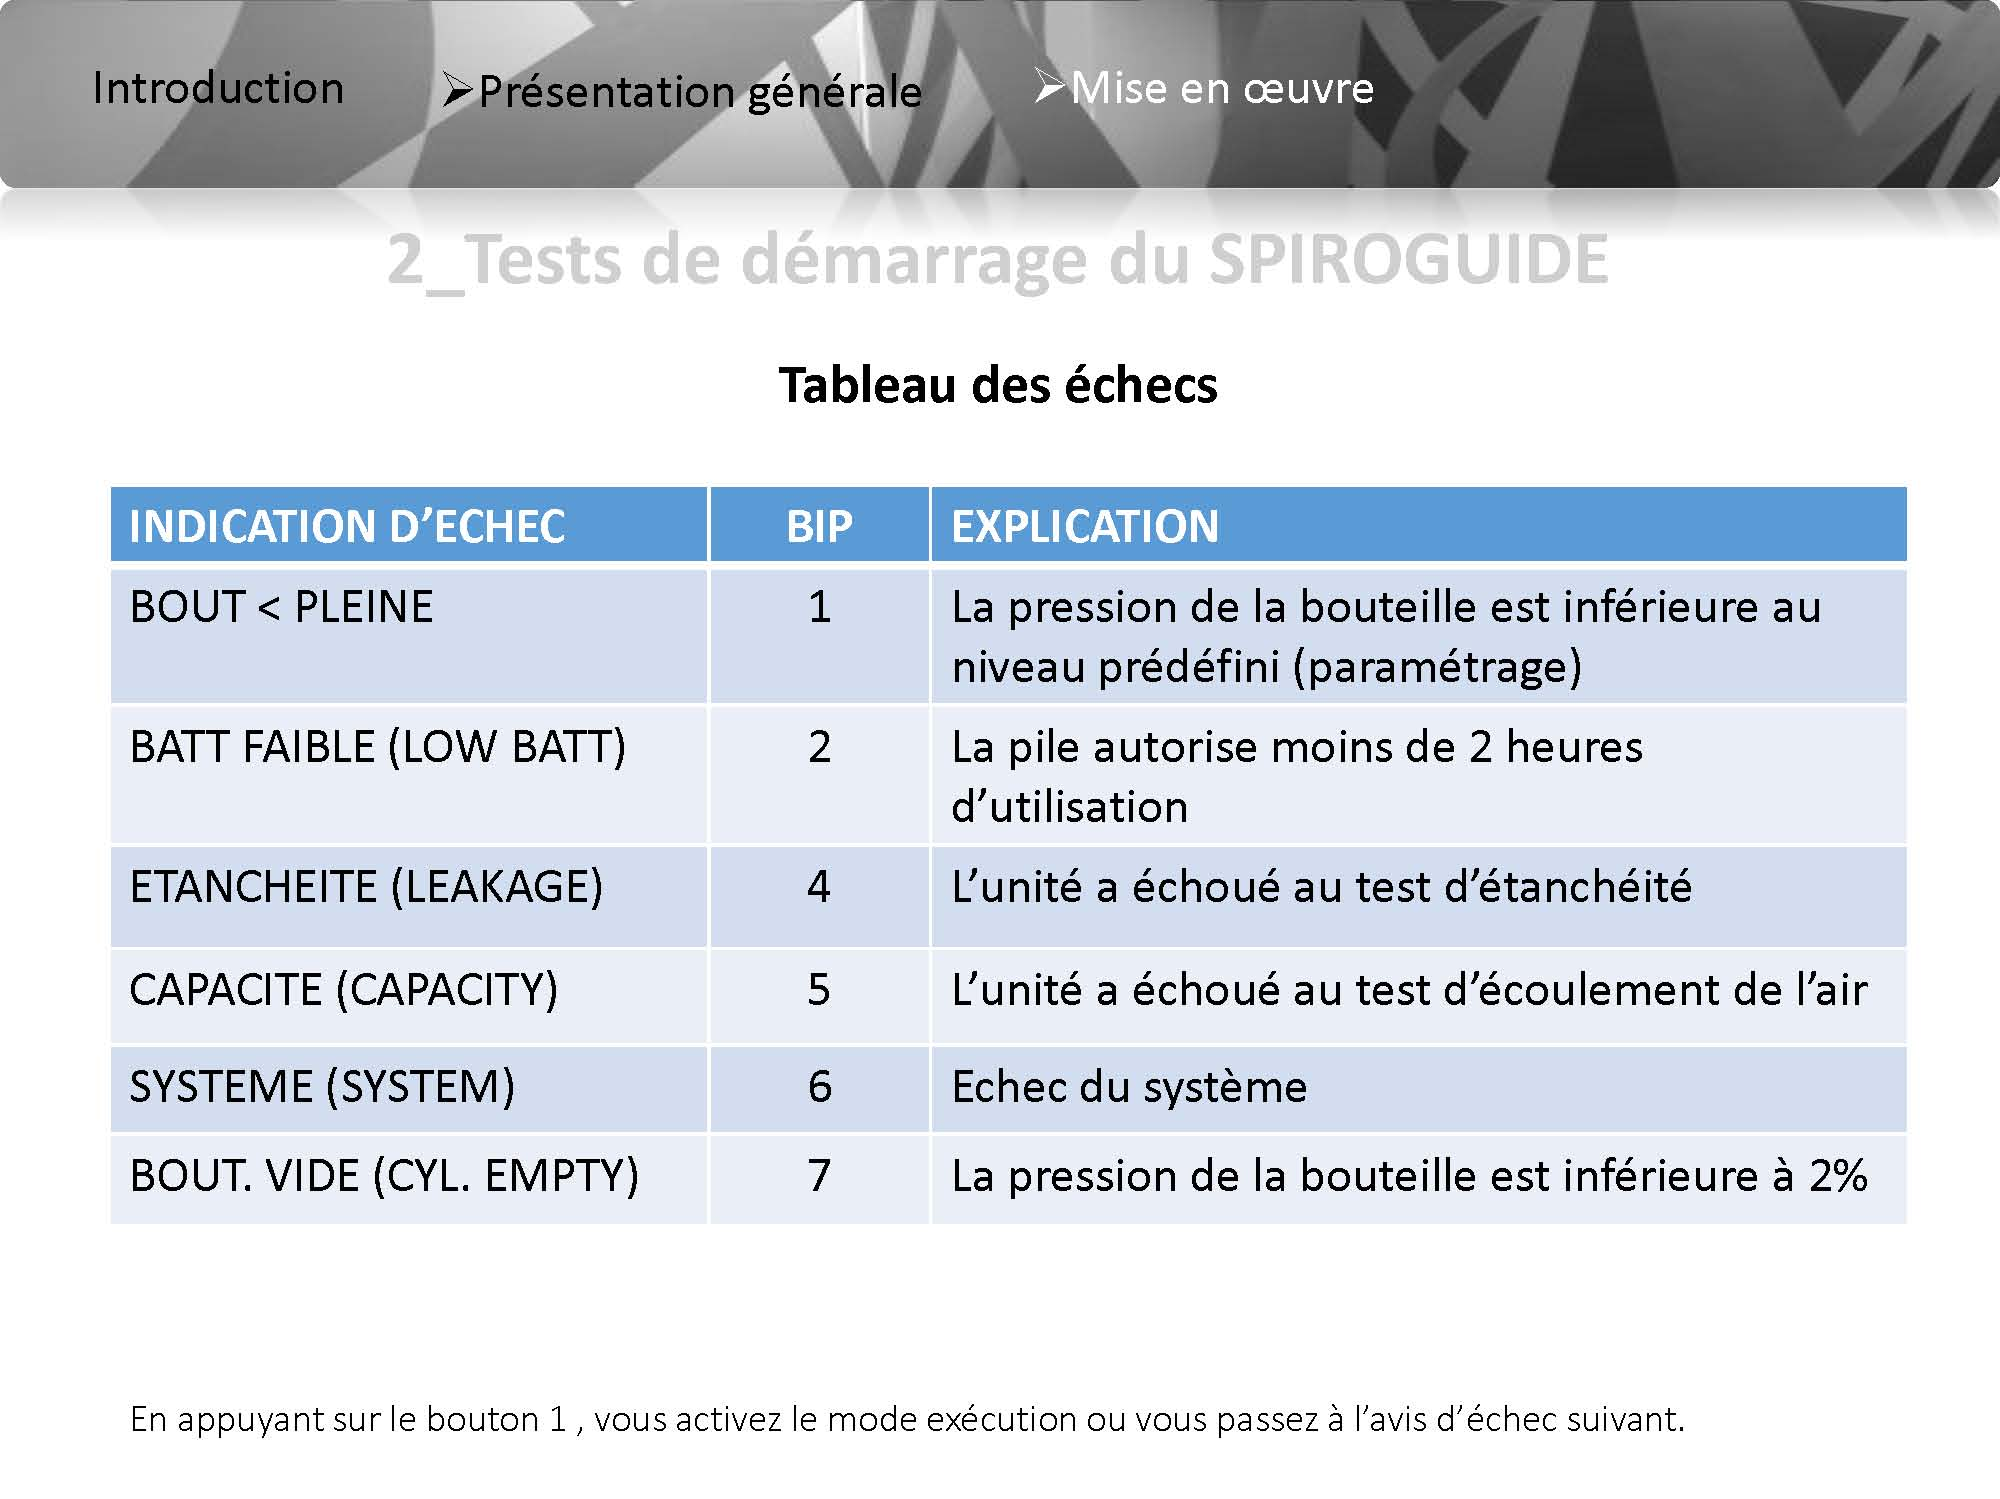 Introduction
➢Présentation générale
➢Mise en œuvre
2_Tests de démarrage du SPIROGUIDE
Tableau des échecs
INDICATION D’ECHEC BIP EXPLICATION
BOUT < PLEINE 1 La pression de la bouteille est inférieure au
niveau prédéfini (paramétrage)
BATT FAIBLE (LOW BATT) 2 La pile autorise moins de 2 heures
d’utilisation
ETANCHEITE (LEAKAGE) 4 L’unité a échoué au test d’étanchéité
CAPACITE (CAPACITY) 5 L’unité a échoué au test d’écoulement de l’air
SYSTEME (SYSTEM) 6 Echec du système
BOUT. VIDE (CYL. EMPTY) 7 La pression de la bouteille est inférieure à 2%
En appuyant sur le bouton 1 , vous activez le mode exécution ou vous passez à l’avis d’échec suivant.